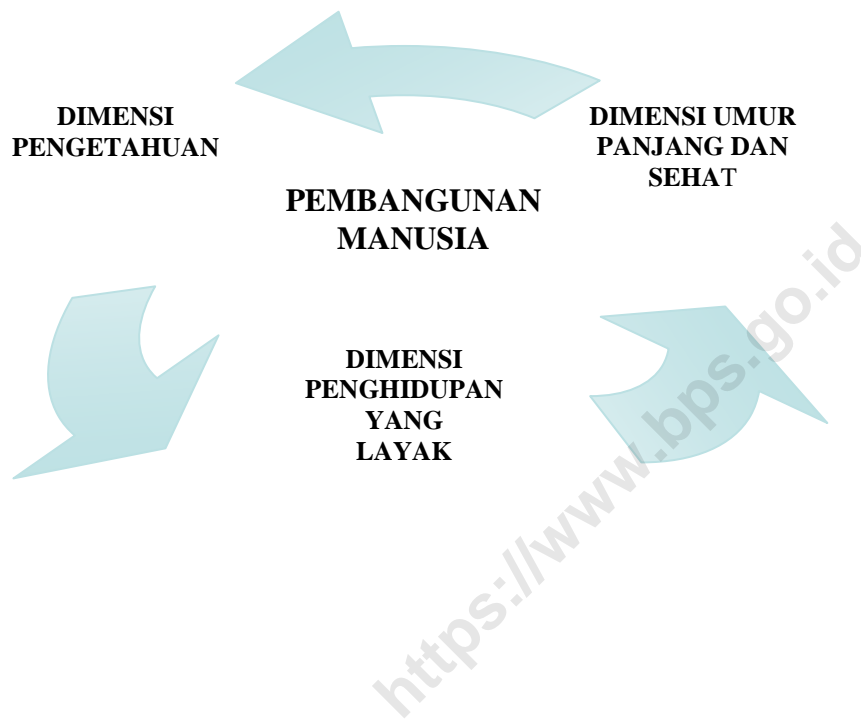 DIMENSI
PENGETAHUAN
DIMENSI UMUR
PANJANG DAN
SEHAT
PEMBANGUNAN
MANUSIA
DIMENSI
PENGHIDUPAN
YANG
LAYAK
https://www.bps.go.id